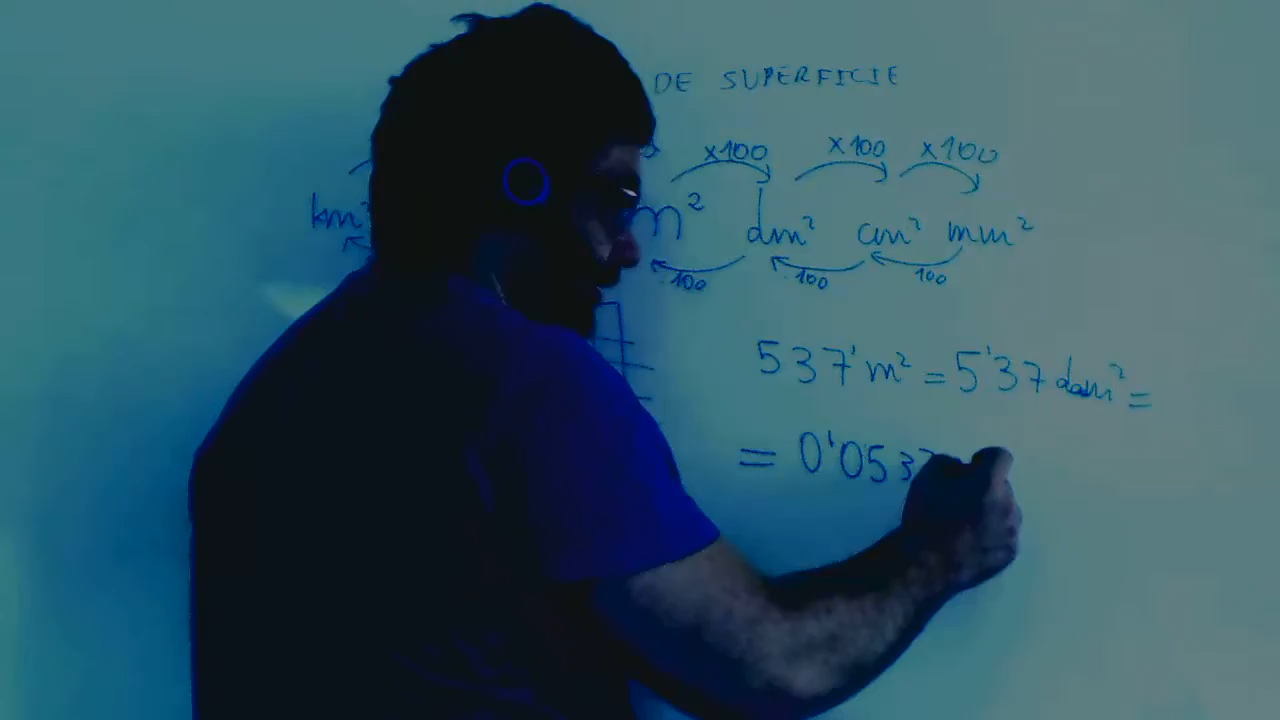 DE SUPERFICIE
x100 x100 x100
km² m² dm² cm² mm²
:100 :100 100
537' m² = 5'37 dam² =
= 0'0537